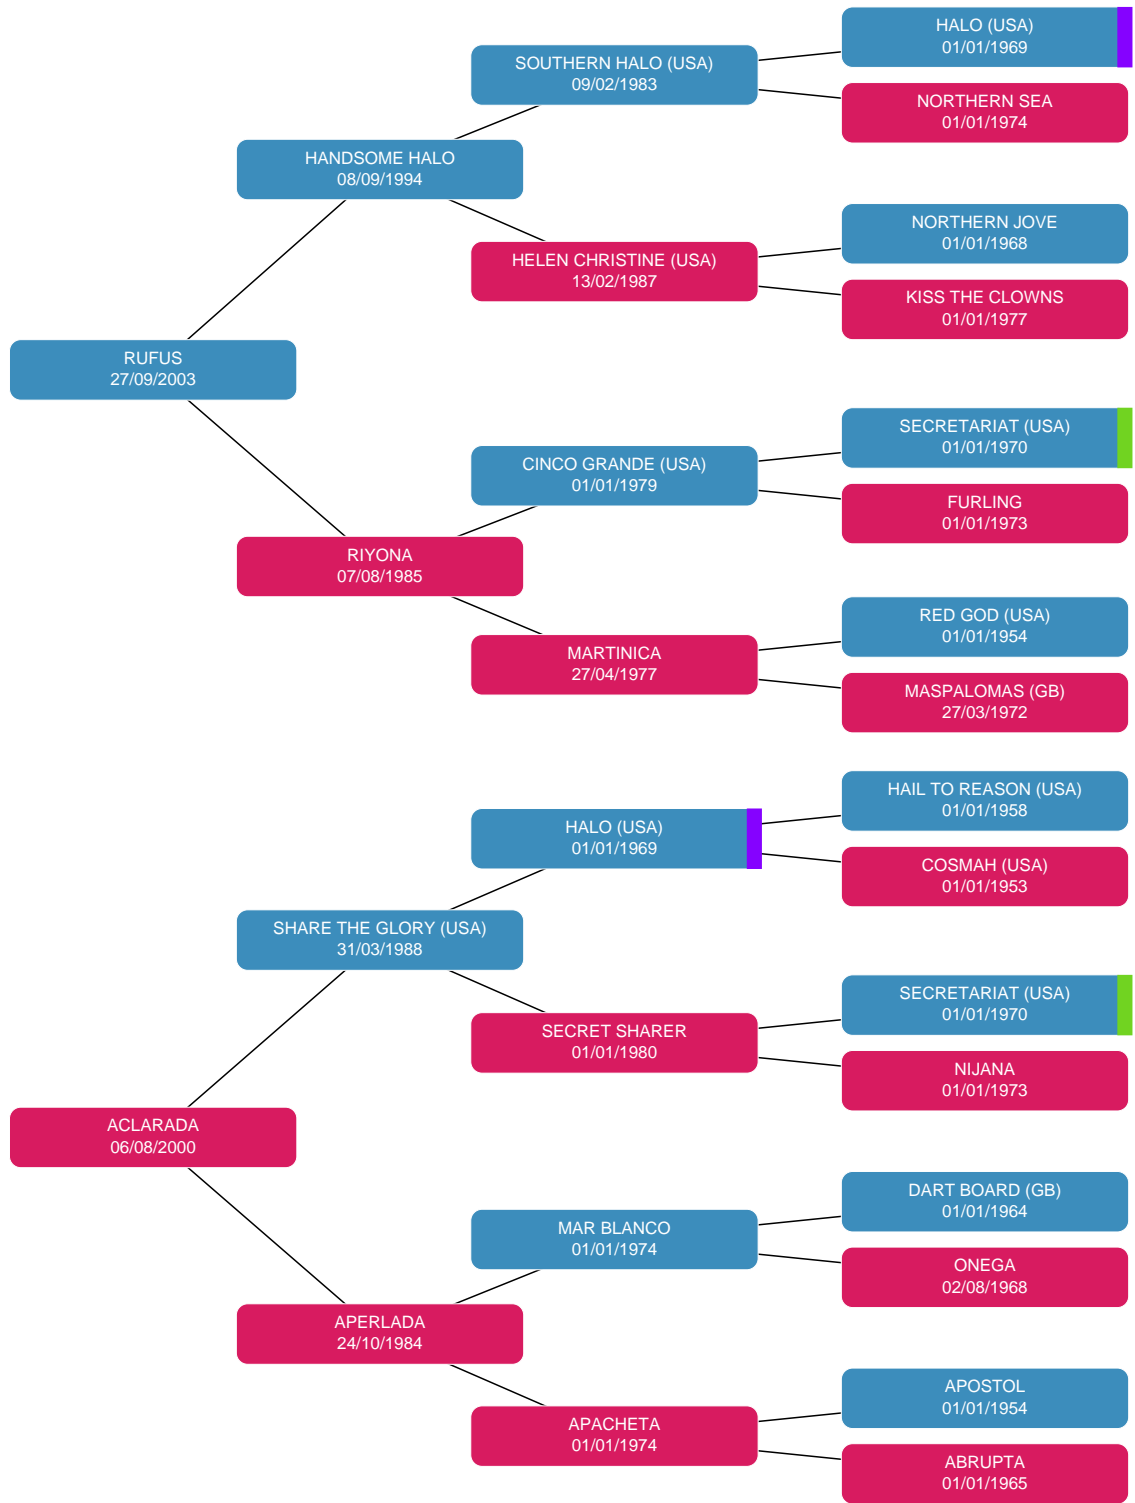 HALO (USA)
01/01/1969
SOUTHERN HALO (USA)
09/02/1983
NORTHERN SEA
01/01/1974
HANDSOME HALO
08/09/1994
NORTHERN JOVE
01/01/1968
HELEN CHRISTINE (USA)
13/02/1987
KISS THE CLOWNS
01/01/1977
RUFUS
27/09/2003
SECRETARIAT (USA)
01/01/1970
CINCO GRANDE (USA)
01/01/1979
FURLING
01/01/1973
RIYONA
07/08/1985
RED GOD (USA)
01/01/1954
MARTINICA
27/04/1977
MASPALOMAS (GB)
27/03/1972
HAIL TO REASON (USA)
01/01/1958
HALO (USA)
01/01/1969
COSMAH (USA)
01/01/1953
SHARE THE GLORY (USA)
31/03/1988
SECRETARIAT (USA)
01/01/1970
SECRET SHARER
01/01/1980
NIJANA
01/01/1973
ACLARADA
06/08/2000
DART BOARD (GB)
01/01/1964
MAR BLANCO
01/01/1974
ONEGA
02/08/1968
APERLADA
24/10/1984
APOSTOL
01/01/1954
APACHETA
01/01/1974
ABRUPTA
01/01/1965